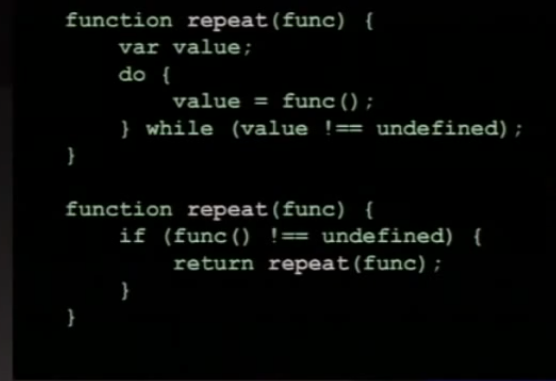 function repeat(func) {
    var value;
    do {
        value = func();
    } while (value !== undefined);
}

function repeat(func) {
    if (func() !== undefined) {
        return repeat(func);
    }
}